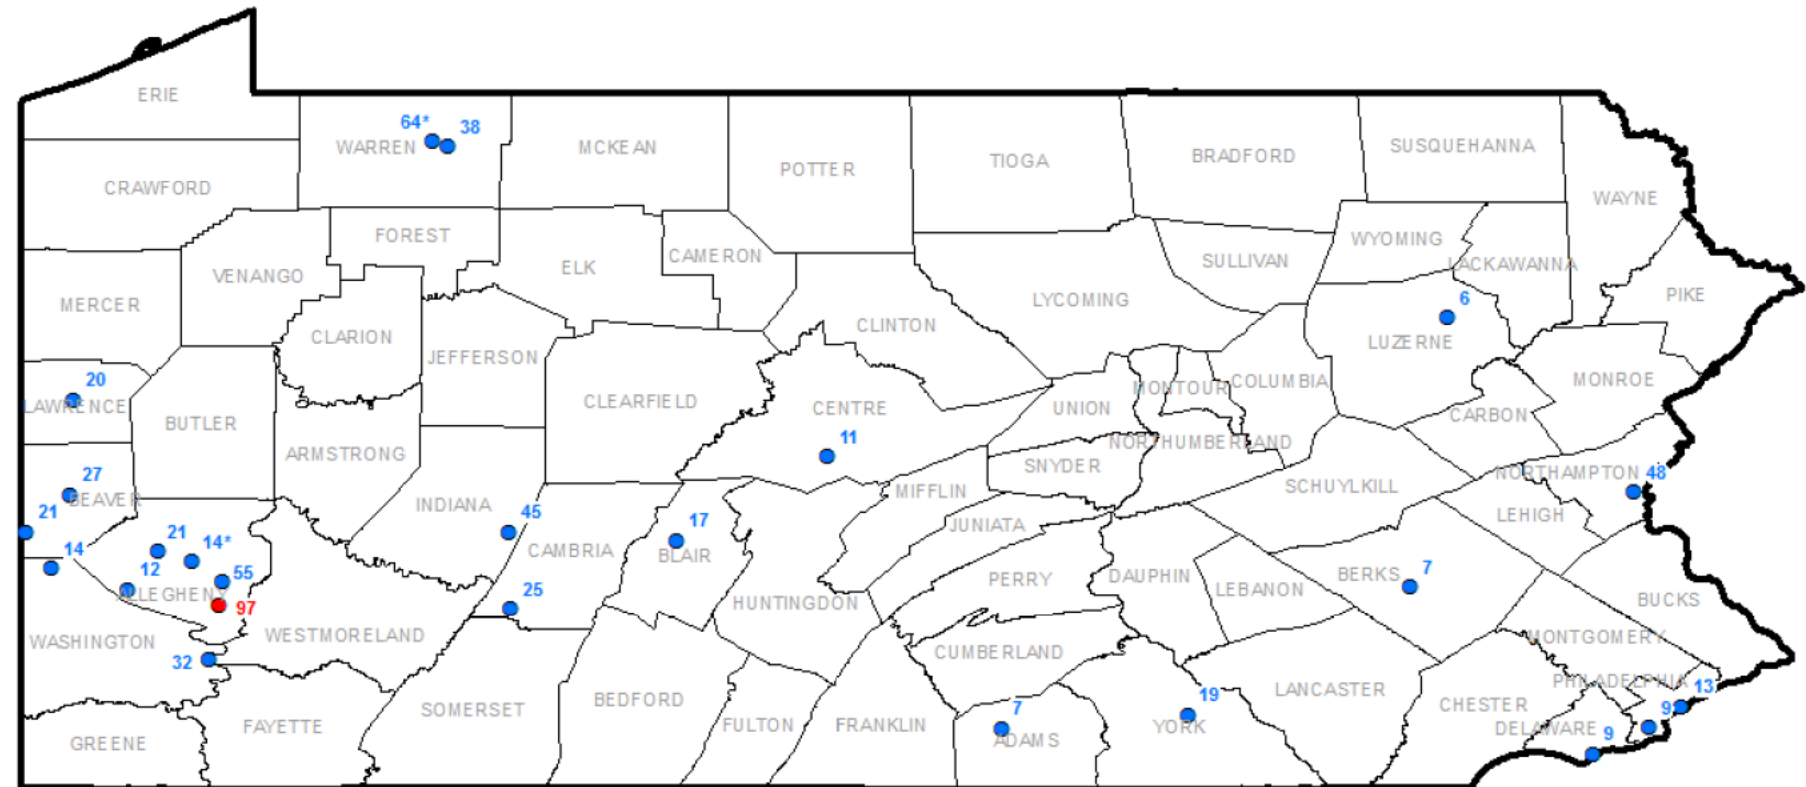 ERIE
64*
38
WARREN
MCKEAN
SUSQUEHANNA
TIOGA
BRADFORD
POTTER
CRAWFORD
WAYNE
FOREST
CAMERON
WYOMING
SULLIVAN
LACKAWANNA
VENANGO
ELK
MERCER
LYCOMING
6
PIKE
CLINTON
CLARION
JEFFERSON
LUZERNE
20
LAWRENCE
MONTOUR
COLUMBIA
MONROE
CLEARFIELD
CENTRE
UNION
CARBON
BUTLER
11
NORTHUMBERLAND
ARMSTRONG
SNYDER
27
BEAVER
NORTHAMPTON
48
SCHUYLKILL
MIFFLIN
INDIANA
21
45
17
JUNIATA
LEHIGH
14
21
14*
CAMBRIA
BLAIR
12
55
ALLEGHENY
97
25
HUNTINGDON
PERRY
DAUPHIN
LEBANON
BERKS
7
BUCKS
WASHINGTON
WESTMORELAND
MONTGOMERY
32
CUMBERLAND
PHILADELPHIA
13
LANCASTER
19
BEDFORD
SOMERSET
CHESTER
7
9
FAYETTE
FULTON
FRANKLIN
YORK
DELAWARE
9
GREENE
ADAMS